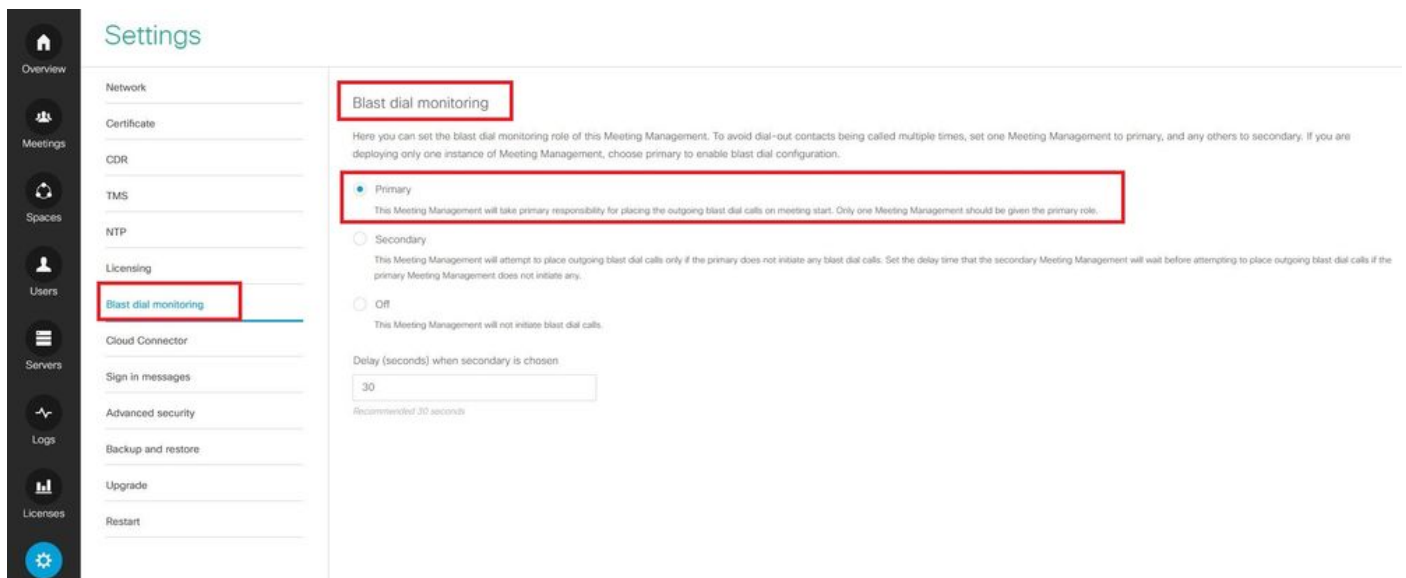 Settings
Overview
Meetings
Spaces
Users
Servers
Logs
Licenses
Network
Certificate
CDR
TMS
NTP
Licensing
Blast dial monitoring
Cloud Connector
Sign in messages
Advanced security
Backup and restore
Upgrade
Restart
Blast dial monitoring
Here you can set the blast dial monitoring role of this Meeting Management. To avoid dial-out contacts being called multiple times, set one Meeting Management to primary, and any others to secondary. If you are
deploying only one instance of Meeting Management, choose primary to enable blast dial configuration.
Primary
This Meeting Management will take primary responsibility for placing the outgoing blast dial calls on meeting start. Only one Meeting Management should be given the primary role.
Secondary
This Meeting Management will attempt to place outgoing blast dial calls only if the primary does not initiate any blast dial calls. Set the delay time that the secondary Meeting Management will wait before attempting to place outgoing blast dial calls if the
primary Meeting Management does not initiate any.
Off
This Meeting Management will not initiate blast dial calls.
Delay (seconds) when secondary is chosen
30
Recommended 30 seconds